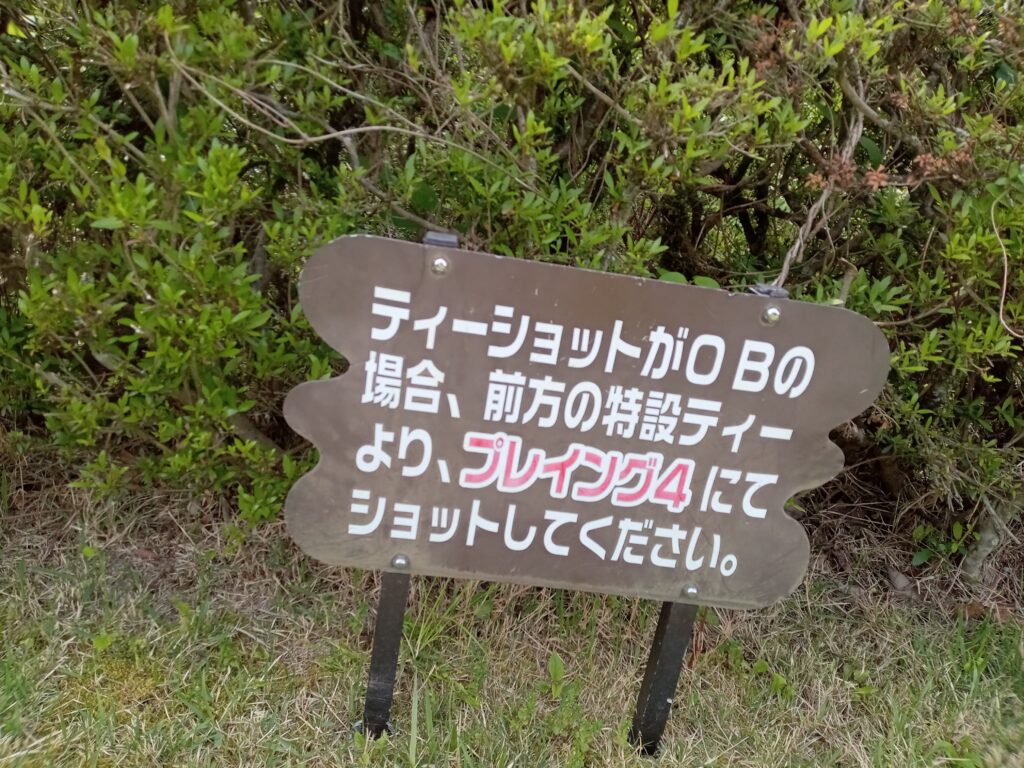 ティーショットがOBの
場合、前方の特設ティー
より、プレイング4にて
ショットしてください。